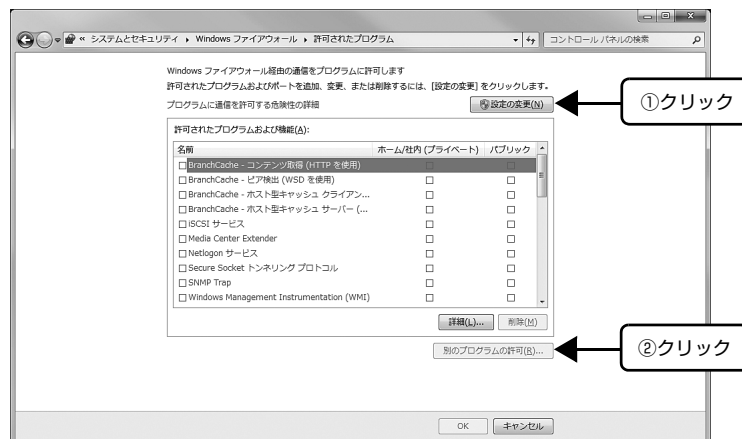 « システムとセキュリティ ▸ Windows ファイアウォール ▸ 許可されたプログラム
コントロール パネルの検索
Windows ファイアウォール経由の通信をプログラムに許可します
許可されたプログラムおよびポートを追加、変更、または削除するには、[設定の変更] をクリックします。
プログラムに通信を許可する危険性の詳細
設定の変更(N)
①クリック
許可されたプログラムおよび機能(A):
名前 ホーム/社内 (プライベート) パブリック
BranchCache - コンテンツ取得 (HTTP を使用)
BranchCache - ピア検出 (WSD を使用)
BranchCache - ホスト型キャッシュ クライアン...
BranchCache - ホスト型キャッシュ サーバー (...
iSCSI サービス
Media Center Extender
Netlogon サービス
Secure Socket トンネリング プロトコル
SNMP Trap
Windows Management Instrumentation (WMI)
詳細(L)... 削除(M)
別のプログラムの許可(R)...
②クリック
OK キャンセル